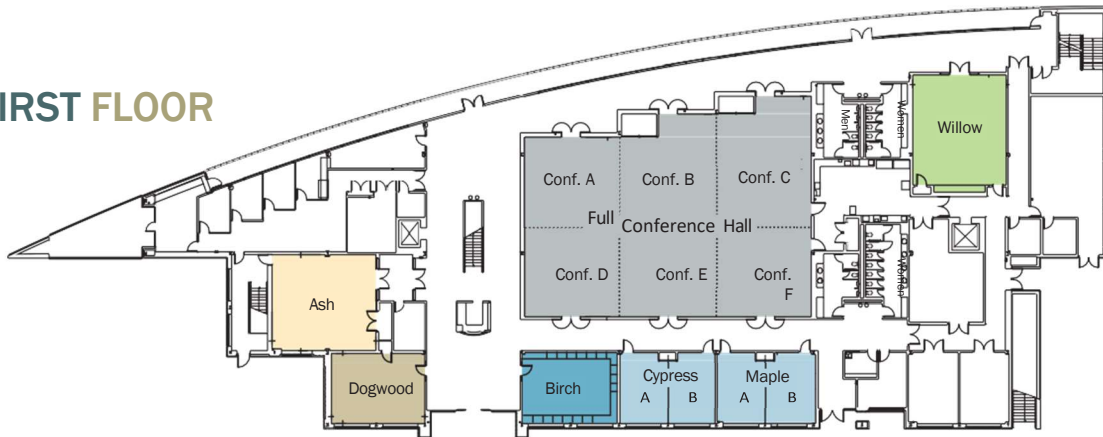 IRST FLOOR
Men
Women
Willow
Conf. A
Conf. B
Conf. C
Full Conference Hall
Conf. D
Conf. E
Conf. F
Women
Ash
Dogwood
Birch
Cypress
A B
Maple
A B